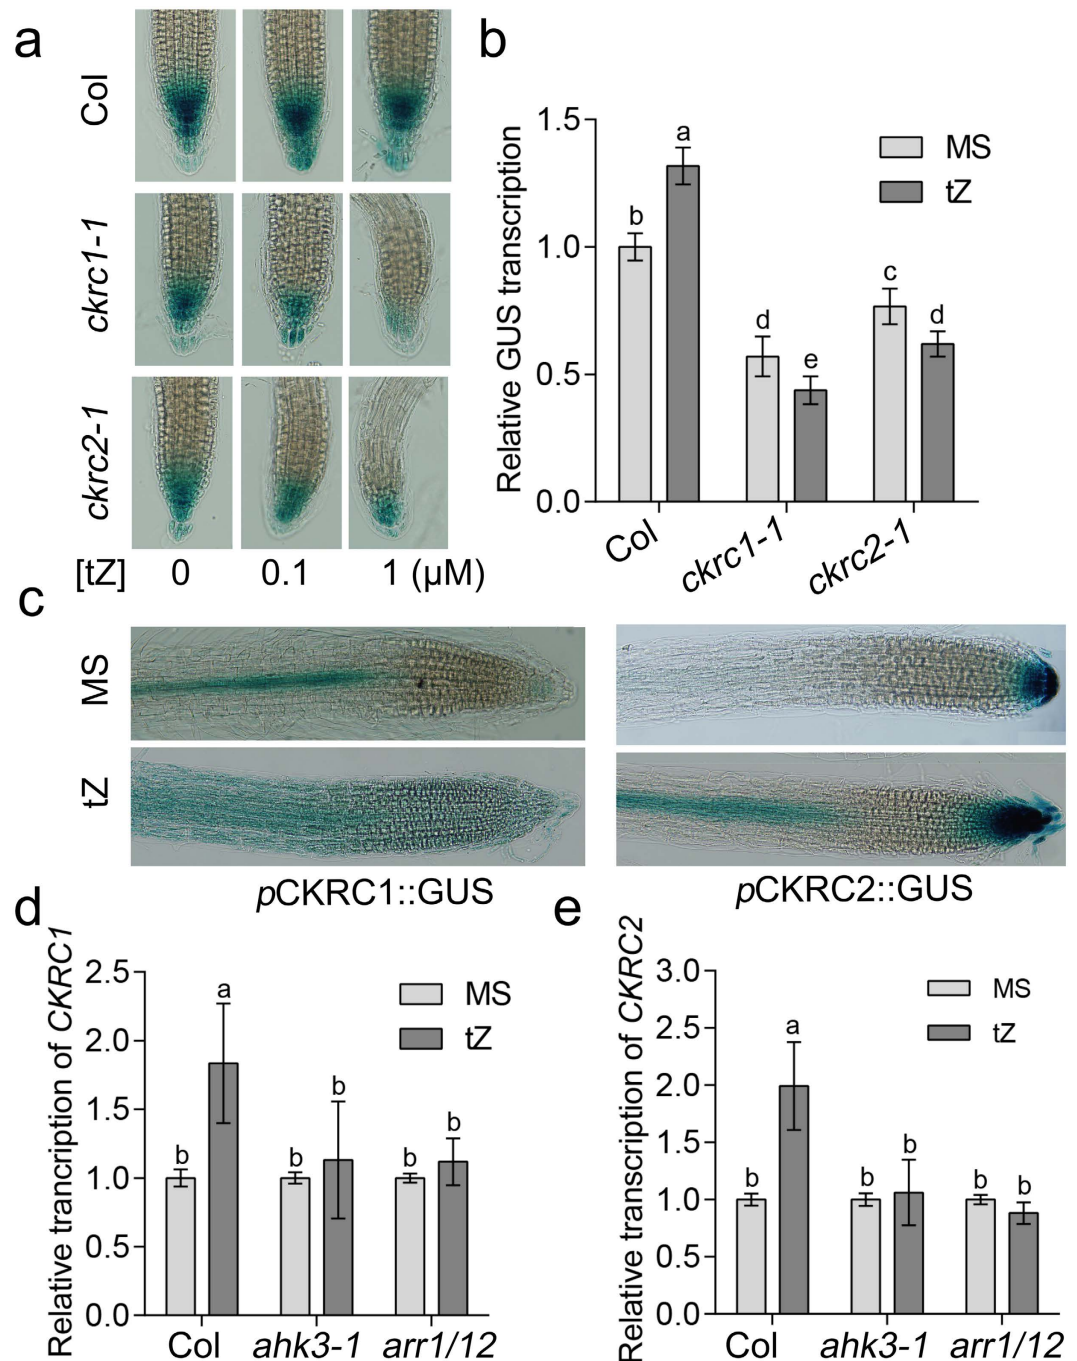 a
Col
ckrc1-1
ckrc2-1
[tZ] 0 0.1 1 (μM)
b
Relative GUS transcription
1.5
1.0
0.5
0.0
MS
tZ
b a
d e
c d
Col ckrc1-1 ckrc2-1
c
MS
tZ
pCKRC1::GUS pCKRC2::GUS
d
Relative trancription of CKRC1
2.5
2.0
1.5
1.0
0.5
0.0
MS
tZ
b a b b b b
Col ahk3-1 arr1/12
e
Relative transcription of CKRC2
3.0
2.5
2.0
1.5
1.0
0.5
0.0
MS
tZ
b a b b b b
Col ahk3-1 arr1/12